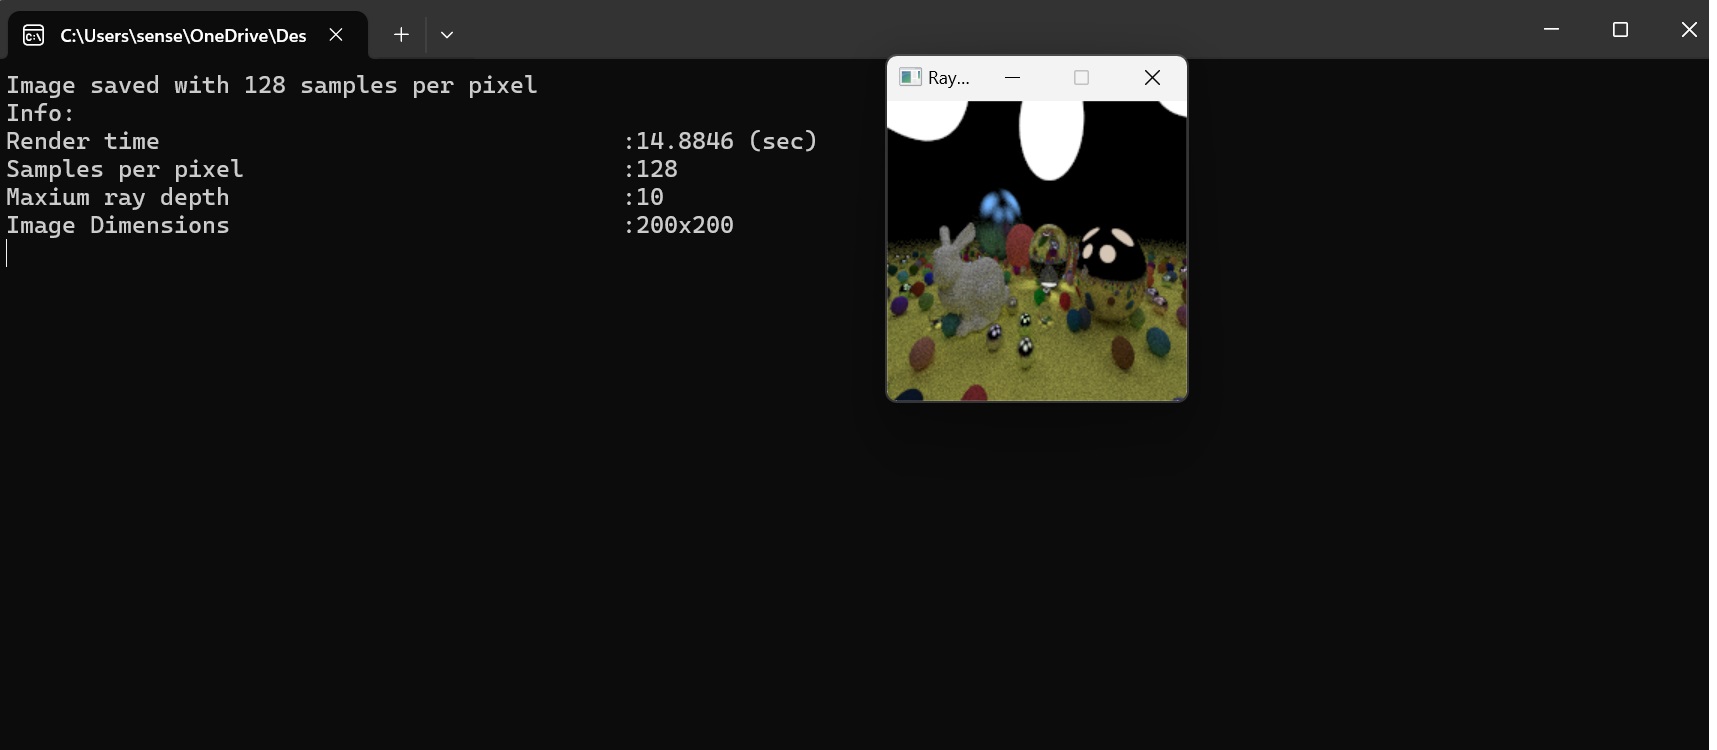 C:\Users\sense\OneDrive\Des
Ray...
Image saved with 128 samples per pixel
Info:
Render time :14.8846 (sec)
Samples per pixel :128
Maxium ray depth :10
Image Dimensions :200x200